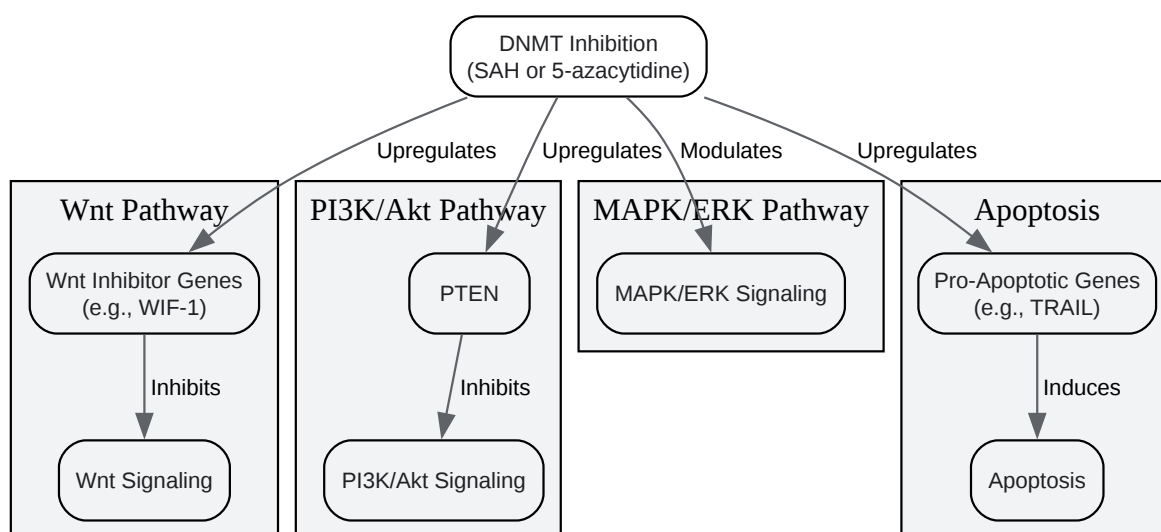 DNMT Inhibition
(SAH or 5-azacytidine)
Upregulates
Upregulates
Modulates
Upregulates
Wnt Pathway
PI3K/Akt Pathway
MAPK/ERK Pathway
Apoptosis
Wnt Inhibitor Genes
(e.g., WIF-1)
PTEN
MAPK/ERK Signaling
Pro-Apoptotic Genes
(e.g., TRAIL)
Inhibits
Inhibits
Induces
Wnt Signaling
PI3K/Akt Signaling
Apoptosis